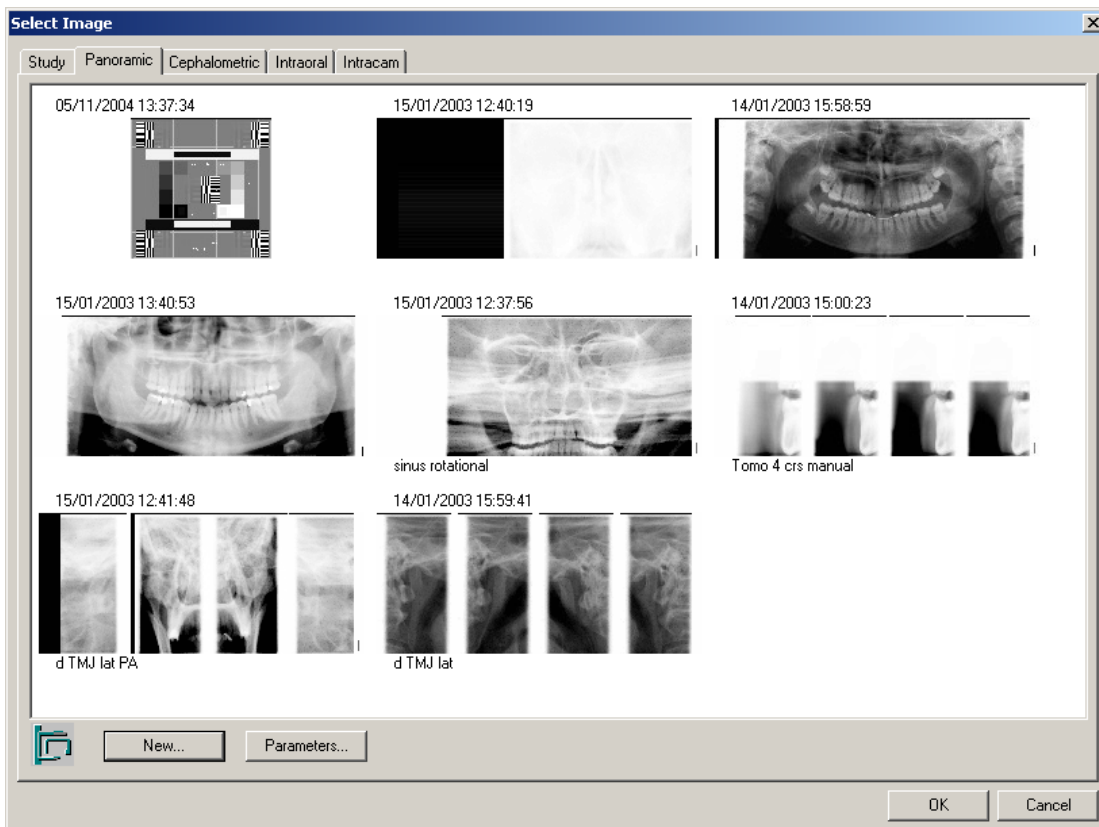 Select Image
Study Panoramic Cephalometric Intraoral Intracam
05/11/2004 13:37:34 15/01/2003 12:40:19 14/01/2003 15:58:59
15/01/2003 13:40:53 15/01/2003 12:37:56 14/01/2003 15:00:23
sinus rotational Tomo 4 crs manual
15/01/2003 12:41:48 14/01/2003 15:59:41
d TMJ lat PA d TMJ lat
New... Parameters...
OK Cancel